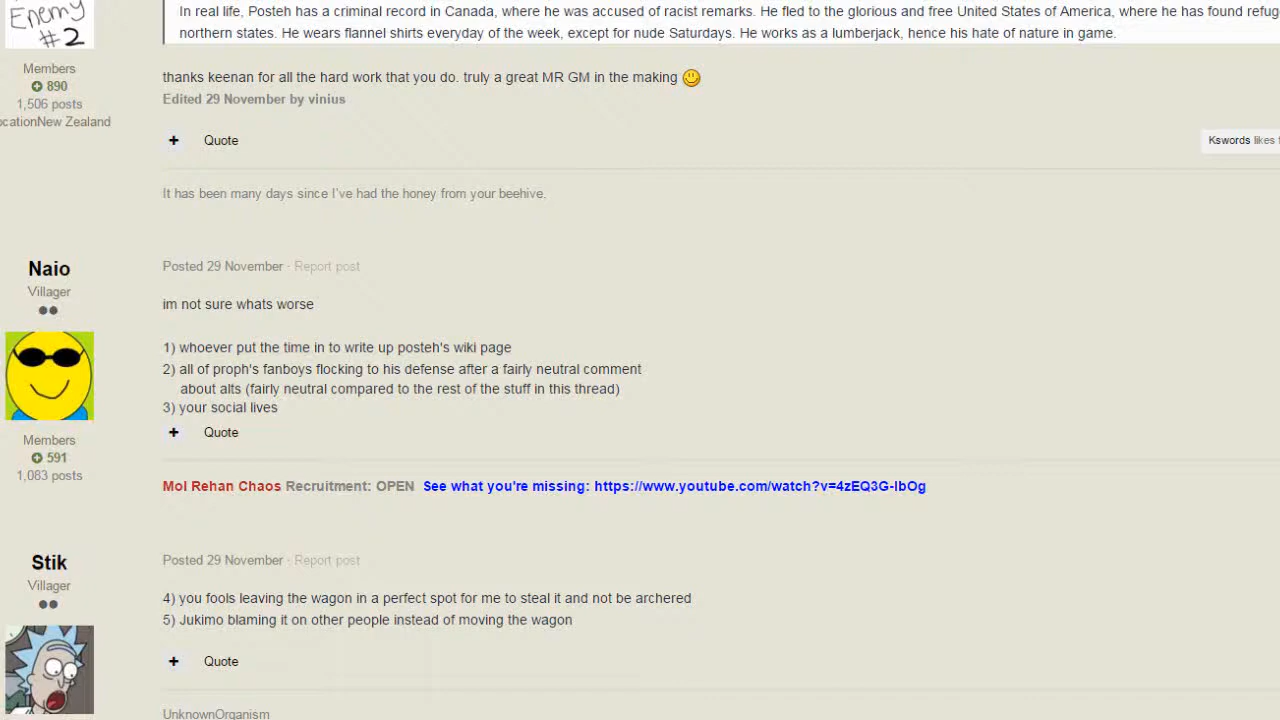 Enemy
#2
In real life, Posteh has a criminal record in Canada, where he was accused of racist remarks. He fled to the glorious and free United States of America, where he has found refug
northern states. He wears flannel shirts everyday of the week, except for nude Saturdays. He works as a lumberjack, hence his hate of nature in game.
Members
890
1,506 posts
ocationNew Zealand
thanks keenan for all the hard work that you do. truly a great MR GM in the making
Edited 29 November by vinius
+ Quote
Kswords likes t
It has been many days since I've had the honey from your beehive.
Naio
Villager
Members
591
1,083 posts
Posted 29 November · Report post
im not sure whats worse
1) whoever put the time in to write up posteh's wiki page
2) all of proph's fanboys flocking to his defense after a fairly neutral comment
about alts (fairly neutral compared to the rest of the stuff in this thread)
3) your social lives
+ Quote
Mol Rehan Chaos Recruitment: OPEN See what you're missing: https://www.youtube.com/watch?v=4zEQ3G-lbOg
Stik
Villager
Posted 29 November · Report post
4) you fools leaving the wagon in a perfect spot for me to steal it and not be archered
5) Jukimo blaming it on other people instead of moving the wagon
+ Quote
UnknownOrganism